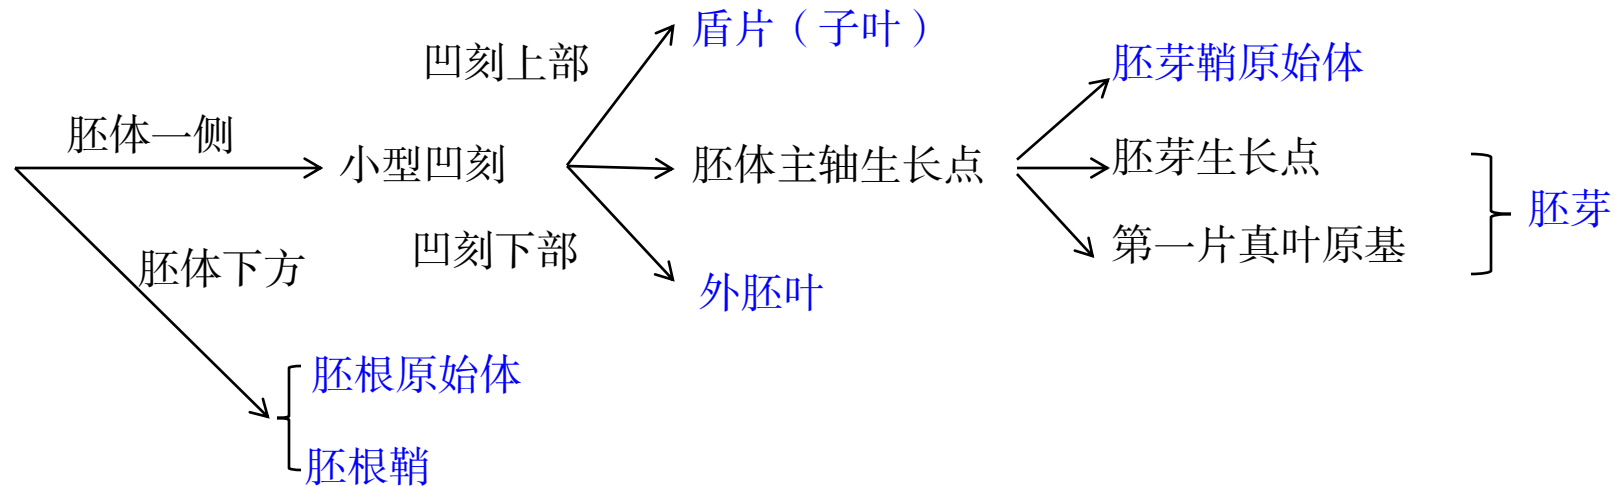 盾片（子叶）
凹刻上部
胚芽鞘原始体
胚体一侧
小型凹刻
胚体主轴生长点
胚芽生长点
胚芽
凹刻下部
第一片真叶原基
胚体下方
外胚叶
胚根原始体
胚根鞘